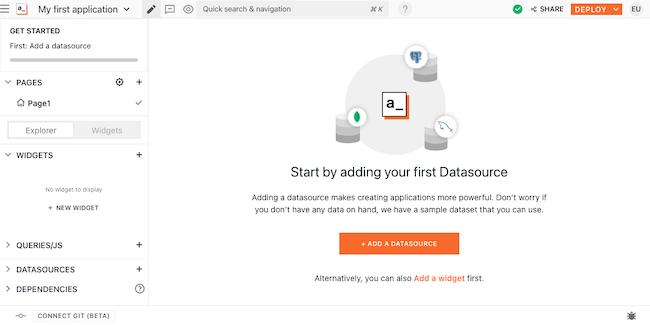 a_
My first application
Quick search & navigation
⌘ K
?
SHARE
DEPLOY
EU
GET STARTED
First: Add a datasource
PAGES
+
Page1
Explorer
Widgets
WIDGETS
+
No widget to display
+ NEW WIDGET
QUERIES/JS
+
DATASOURCES
+
DEPENDENCIES
?
a_
Start by adding your first Datasource
Adding a datasource makes creating applications more powerful. Don't worry if
you don't have any data on hand, we have a sample dataset that you can use.
+ ADD A DATASOURCE
Alternatively, you can also Add a widget first.
CONNECT GIT (BETA)